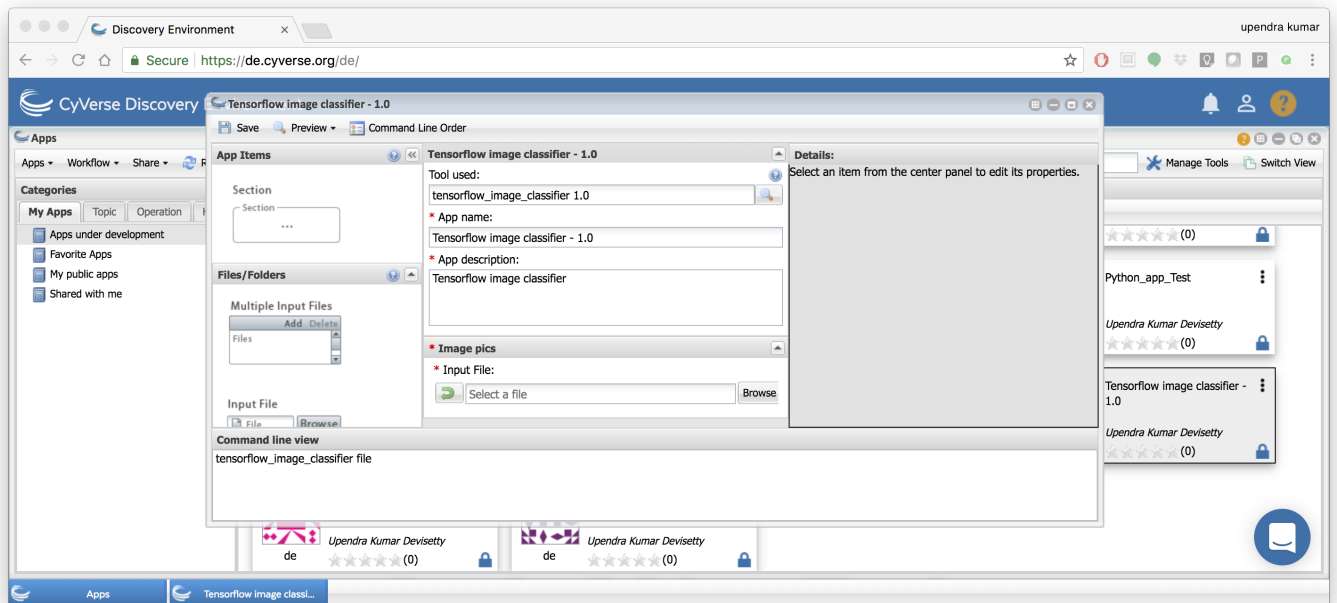 Discovery Environment
upendra kumar
Secure https://de.cyverse.org/de/
CyVerse Discovery
Tensorflow image classifier - 1.0
Save Preview Command Line Order
Apps
Apps Workflow Share R
Manage Tools Switch View
Categories
My Apps Topic Operation
Apps under development
Favorite Apps
My public apps
Shared with me
App Items
Section
Section
...
Files/Folders
Multiple Input Files
Add Delete
Files
Input File
File Browse
Tensorflow image classifier - 1.0
Tool used:
tensorflow_image_classifier 1.0
* App name:
Tensorflow image classifier - 1.0
* App description:
Tensorflow image classifier
* Image pics
* Input File:
Select a file Browse
Details:
Select an item from the center panel to edit its properties.
Command line view
tensorflow_image_classifier file
(0)
Python_app_Test
Upendra Kumar Devisetty
(0)
Tensorflow image classifier -
1.0
Upendra Kumar Devisetty
(0)
de
Upendra Kumar Devisetty
(0)
de
Upendra Kumar Devisetty
(0)
Apps
Tensorflow image classi...